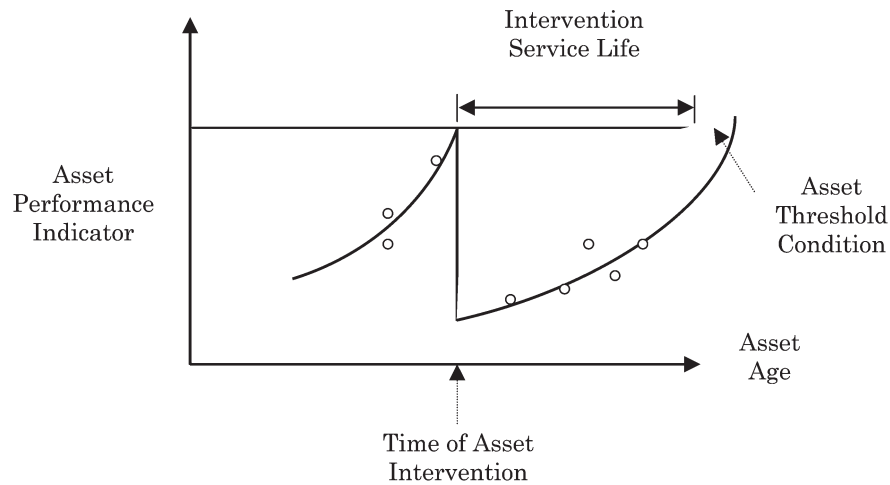 Intervention
Service Life
Asset
Performance
Indicator
Asset
Threshold
Condition
Asset
Age
Time of Asset
Intervention